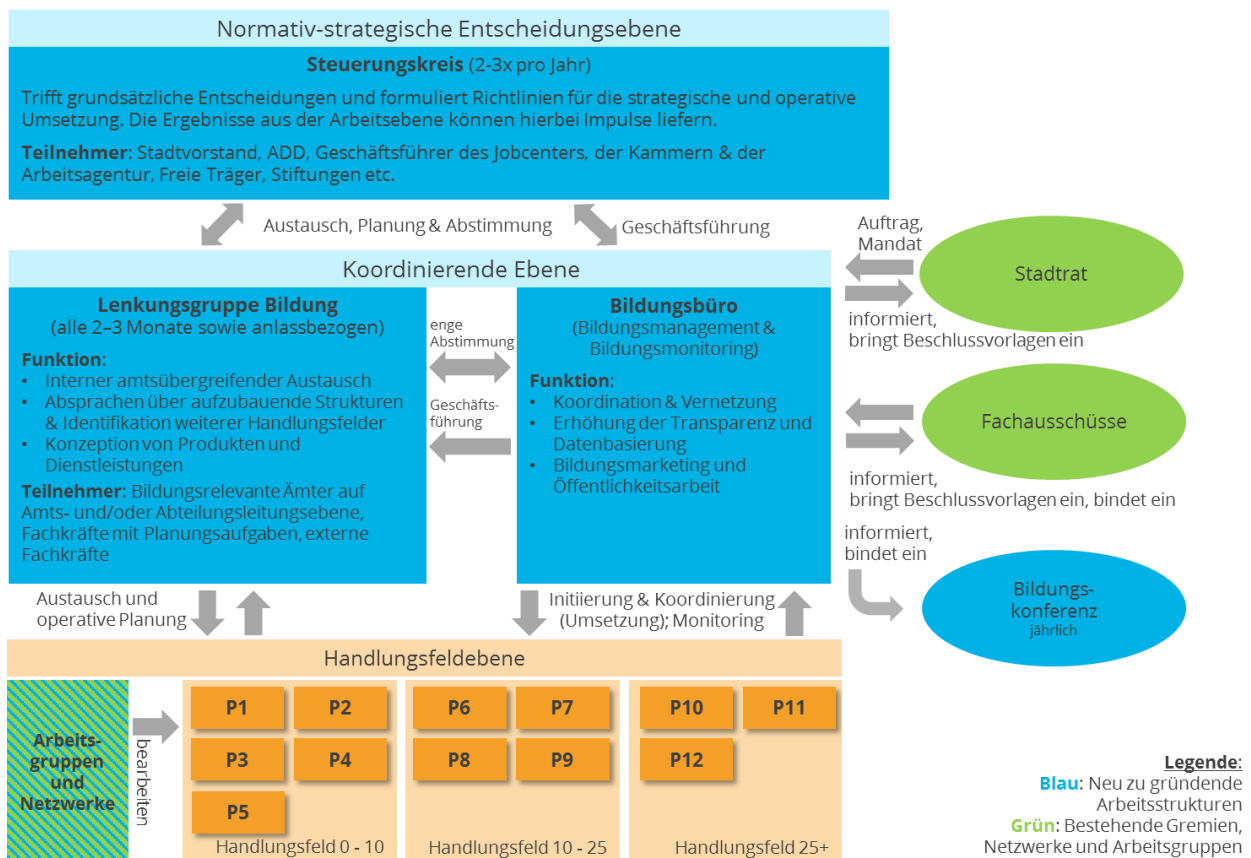 Normativ-strategische Entscheidungsebene
Steuerungskreis (2-3x pro Jahr)
Trifft grundsätzliche Entscheidungen und formuliert Richtlinien für die strategische und operative
Umsetzung. Die Ergebnisse aus der Arbeitsebene können hierbei Impulse liefern.
Teilnehmer: Stadtvorstand, ADD, Geschäftsführer des Jobcenters, der Kammern & der
Arbeitsagentur, Freie Träger, Stiftungen etc.
Austausch, Planung & Abstimmung
Geschäftsführung
Koordinierende Ebene
Lenkungsgruppe Bildung
(alle 2–3 Monate sowie anlassbezogen)
Funktion:
• Interner amtsübergreifender Austausch
• Absprachen über aufzubauende Strukturen
& Identifikation weiterer Handlungsfelder
• Konzeption von Produkten und
Dienstleistungen
Teilnehmer: Bildungsrelevante Ämter auf
Amts- und/oder Abteilungsleitungsebene,
Fachkräfte mit Planungsaufgaben, externe
Fachkräfte
enge
Abstimmung
Geschäfts-
führung
Bildungsbüro
(Bildungsmanagement &
Bildungsmonitoring)
Funktion:
• Koordination & Vernetzung
• Erhöhung der Transparenz und
Datenbasierung
• Bildungsmarketing und
Öffentlichkeitsarbeit
Auftrag,
Mandat
Stadtrat
informiert,
bringt Beschlussvorlagen ein
Fachausschüsse
informiert,
bringt Beschlussvorlagen ein, bindet ein
informiert,
bindet ein
Bildungs-
konferenz
jährlich
Austausch und
operative Planung
Initiierung & Koordinierung
(Umsetzung); Monitoring
Handlungsfeldebene
Arbeits-
gruppen
und
Netzwerke
bearbeiten
P1
P2
P3
P4
P5
Handlungsfeld 0 - 10
P6
P7
P8
P9
Handlungsfeld 10 - 25
P10
P11
P12
Handlungsfeld 25+
Legende:
Blau: Neu zu gründende
Arbeitsstrukturen
Grün: Bestehende Gremien,
Netzwerke und Arbeitsgruppen